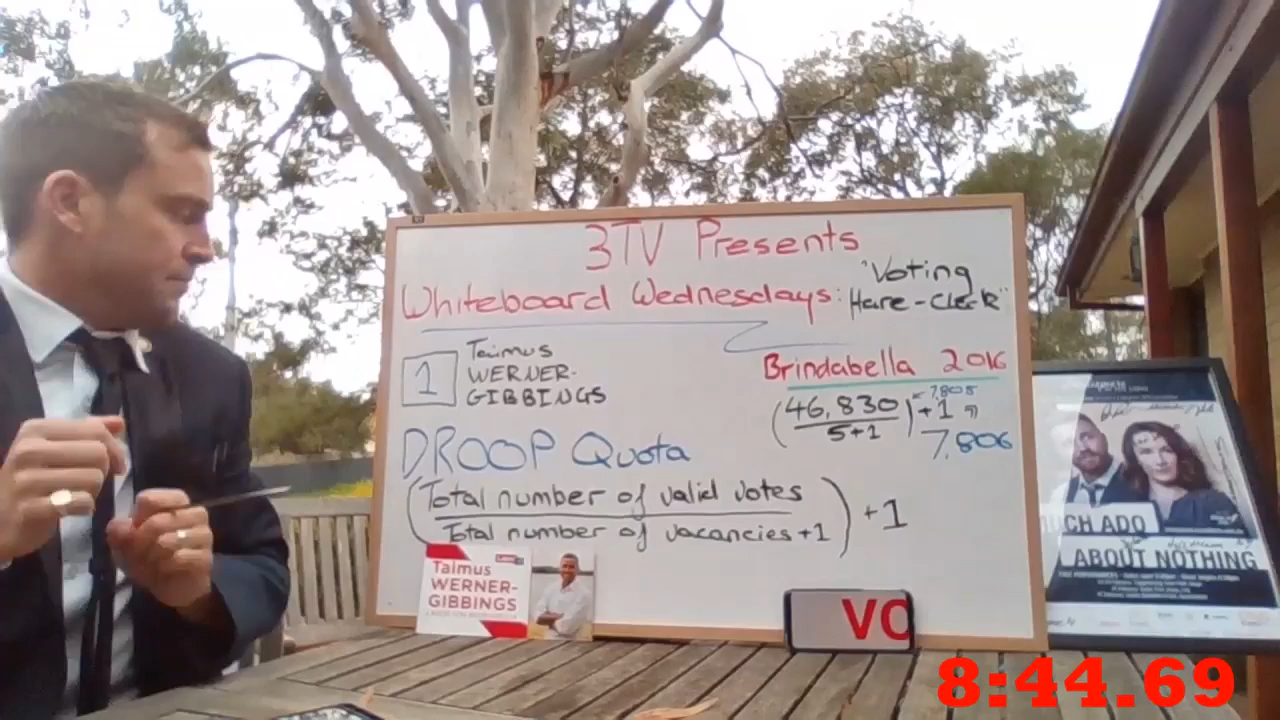 3TV Presents
Whiteboard Wednesdays: "Voting
Hare-Clark"
1
Taimus
WERNER-
GIBBINGS
Brindabella 2016
(46,830 / 5+1) +1 =
7,805
7,806
DROOP Quota
(Total number of valid votes
Total number of vacancies +1) +1
Labor
Taimus
WERNER-
GIBBINGS
VO
MUCH ADO
ABOUT NOTHING
8:44.69